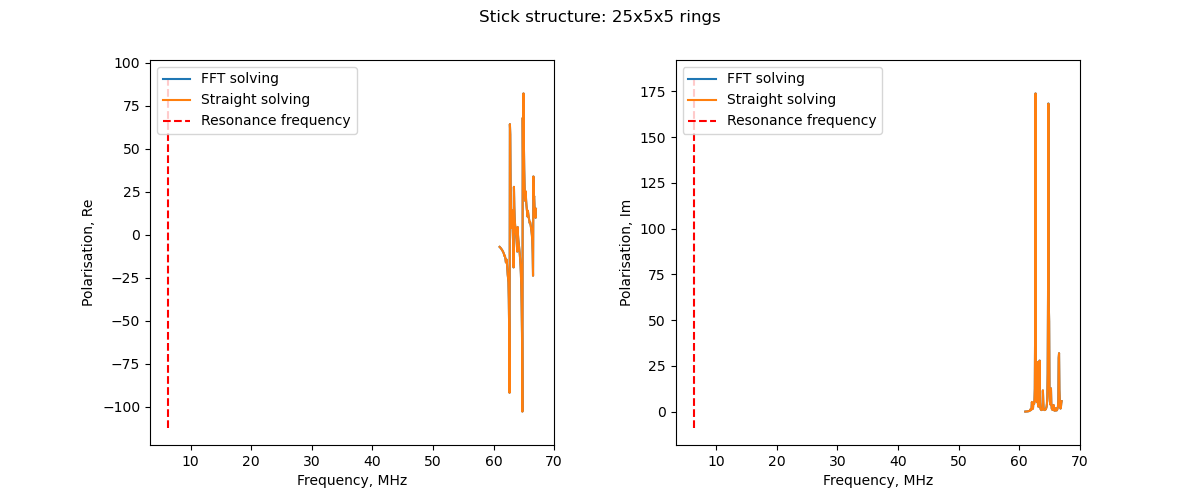 Stick structure: 25x5x5 rings
FFT solving
Straight solving
Resonance frequency
100
75
50
25
0
−25
−50
−75
−100
Polarisation, Re
10
20
30
40
50
60
70
Frequency, MHz
FFT solving
Straight solving
Resonance frequency
175
150
125
100
75
50
25
0
Polarisation, Im
10
20
30
40
50
60
70
Frequency, MHz